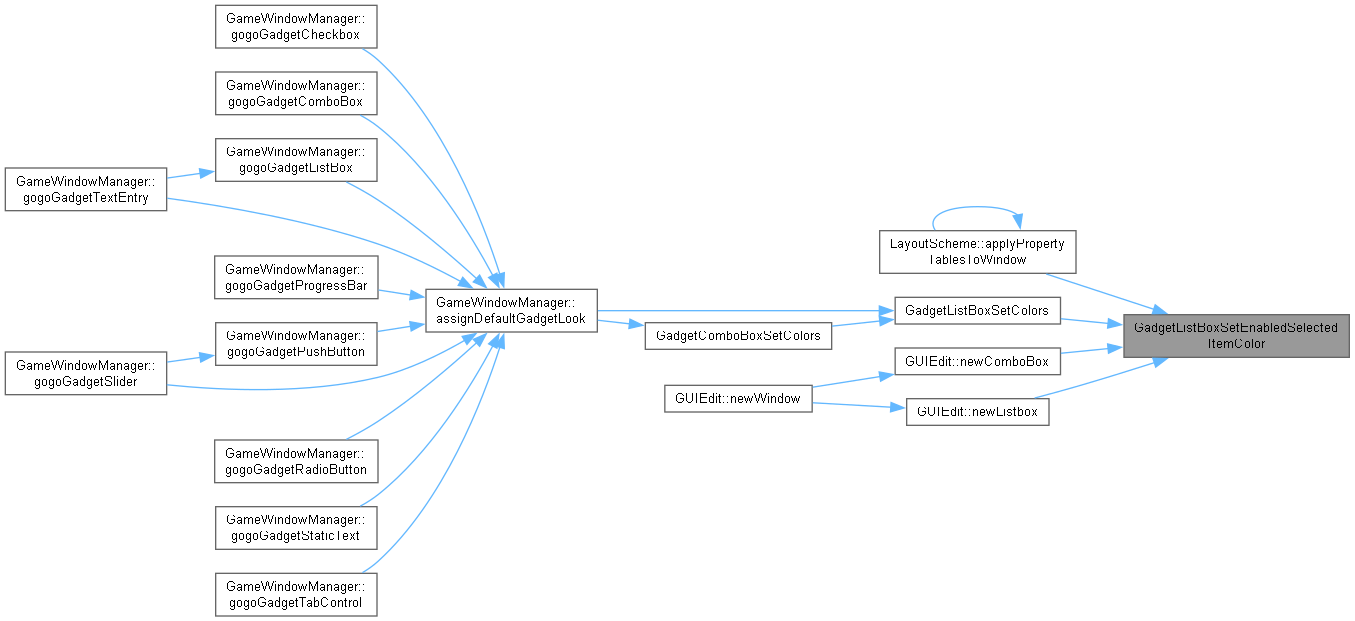 GameWindowManager::
gogoGadgetCheckbox
GameWindowManager::
gogoGadgetComboBox
GameWindowManager::
gogoGadgetListBox
GameWindowManager::
gogoGadgetTextEntry
GameWindowManager::
gogoGadgetProgressBar
GameWindowManager::
gogoGadgetPushButton
GameWindowManager::
gogoGadgetSlider
GameWindowManager::
gogoGadgetRadioButton
GameWindowManager::
gogoGadgetStaticText
GameWindowManager::
gogoGadgetTabControl
GameWindowManager::
assignDefaultGadgetLook
GadgetComboBoxSetColors
GUIEdit::newWindow
LayoutScheme::applyProperty
TablesToWindow
GadgetListBoxSetColors
GUIEdit::newComboBox
GUIEdit::newListbox
GadgetListBoxSetEnabledSelected
ItemColor